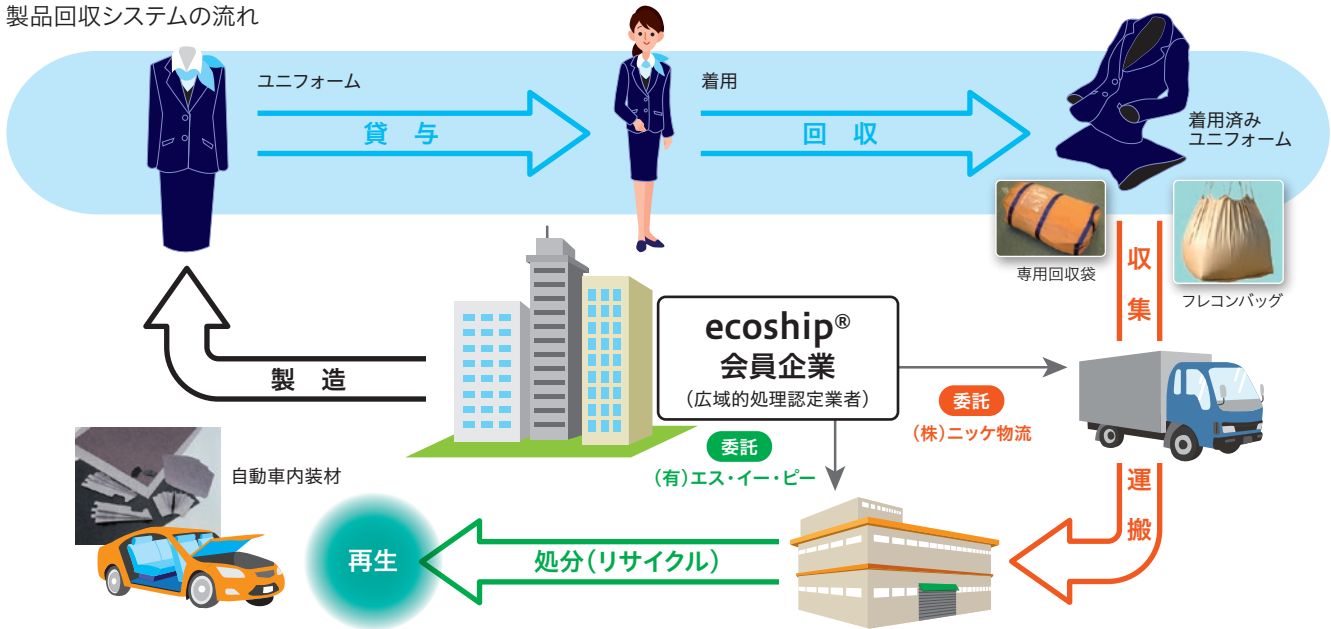 製品回収システムの流れ
ユニフォーム
貸 与
着用
回 収
着用済み
ユニフォーム
専用回収袋
フレコンバッグ
収
集
ecoship®
会員企業
（広域的処理認定業者）
製 造
委託
（株）ニッケ物流
委託
（有）エス・イー・ピー
運
搬
自動車内装材
再生
処分（リサイクル）